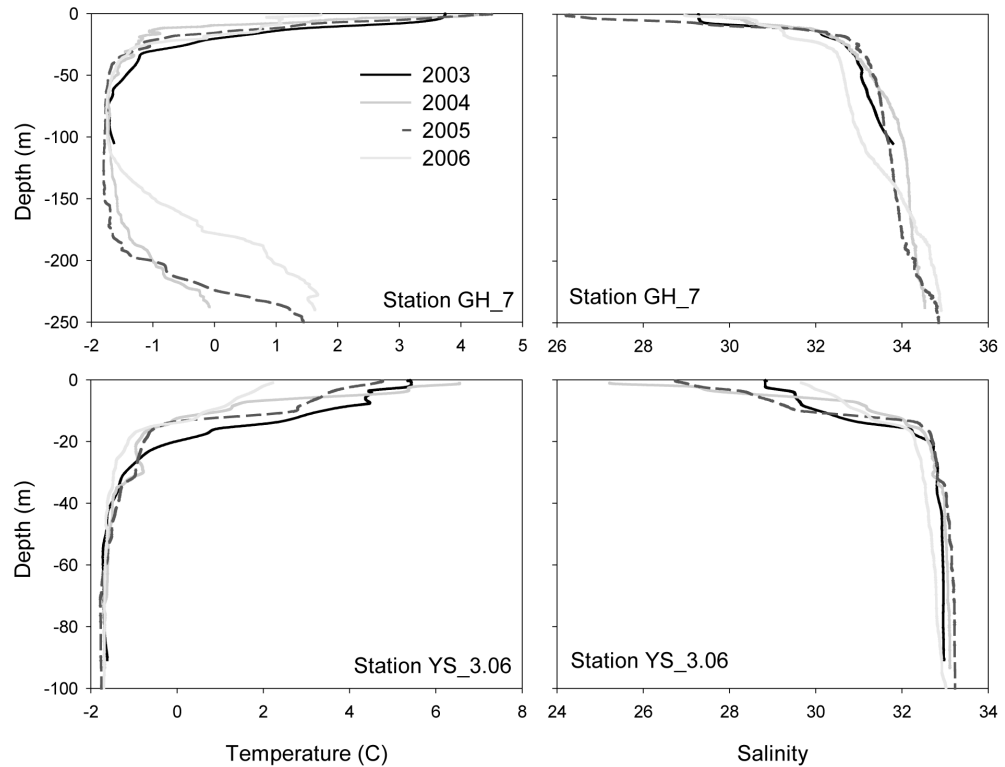 0
-50
-100
-150
-200
-250
Depth (m)
2003
2004
2005
2006
Station GH_7
-2 -1 0 1 2 3 4 5
Station GH_7
26 28 30 32 34 36
0
-20
-40
-60
-80
-100
Depth (m)
Station YS_3.06
-2 0 2 4 6 8
Temperature (C)
Station YS_3.06
24 26 28 30 32 34
Salinity